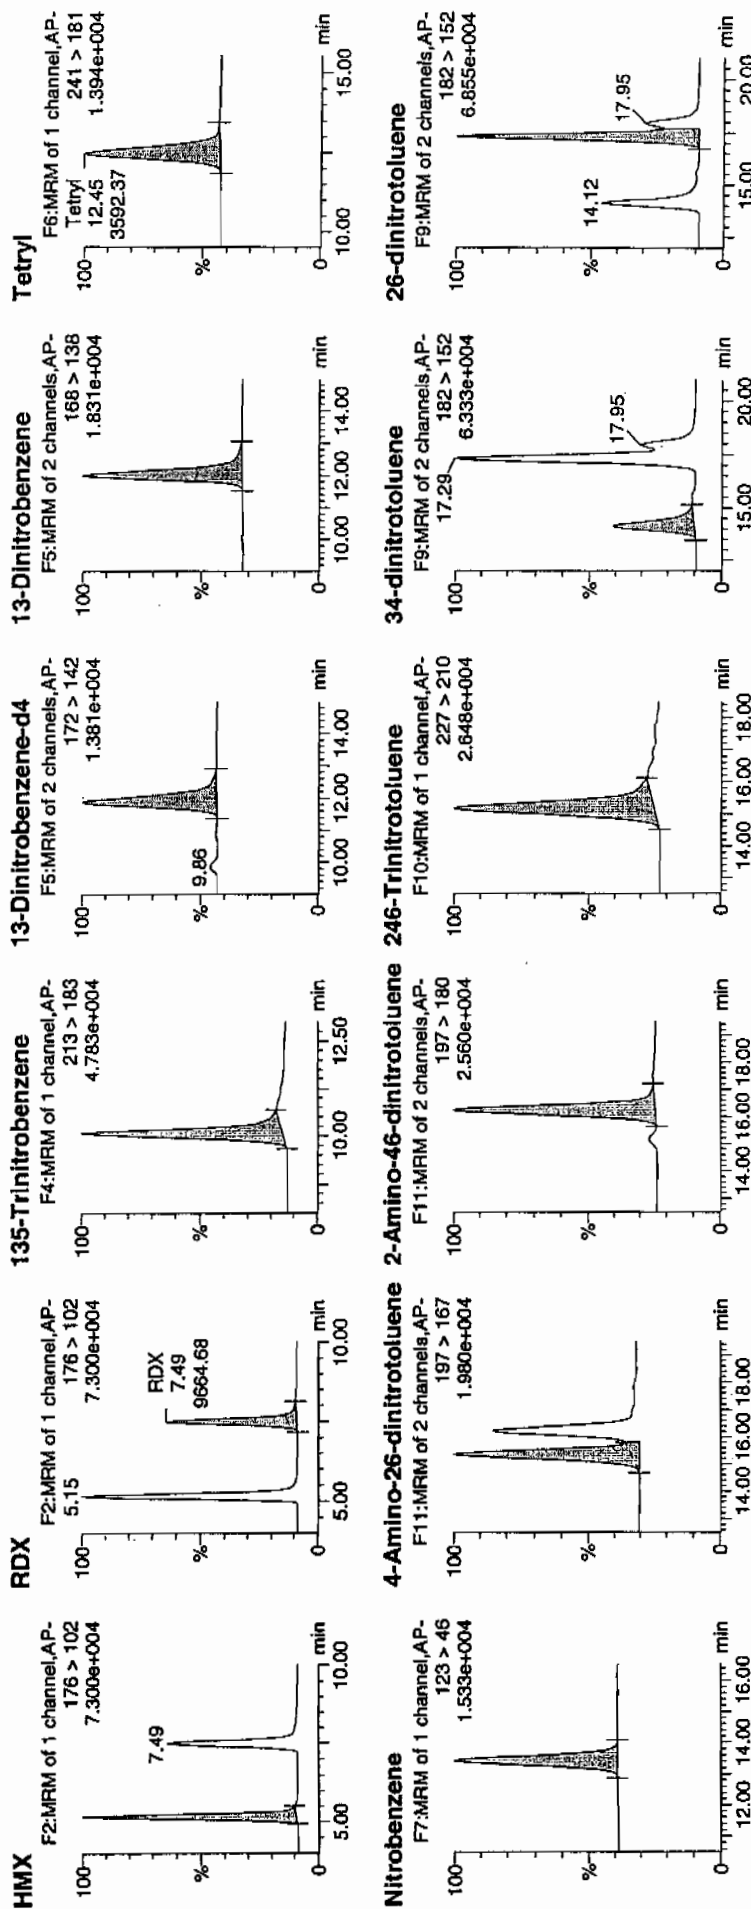 HMX
F2:MRM of 1 channel,AP-
176 > 102
7.300e+004
100
%
0
7.49
5.00
10.00
min
RDX
F2:MRM of 1 channel,AP-
176 > 102
7.300e+004
5.15
100
%
0
RDX
7.49
9664.68
5.00
10.00
min
135-Trinitrobenzene
F4:MRM of 1 channel,AP-
213 > 183
4.783e+004
100
%
0
10.00
12.50
min
13-Dinitrobenzene-d4
F5:MRM of 2 channels,AP-
172 > 142
1.381e+004
100
%
0
9.86
10.00
12.00
14.00
min
13-Dinitrobenzene
F5:MRM of 2 channels,AP-
168 > 138
1.831e+004
100
%
0
10.00
12.00
14.00
min
Tetryl
F6:MRM of 1 channel,AP-
241 > 181
1.394e+004
Tetryl
12.45
3592.37
100
%
0
10.00
15.00
min
Nitrobenzene
F7:MRM of 1 channel,AP-
123 > 46
1.533e+004
100
%
0
12.00
14.00
16.00
min
4-Amino-26-dinitrotoluene
F11:MRM of 2 channels,AP-
197 > 167
1.980e+004
100
%
0
14.00
16.00
18.00
min
2-Amino-46-dinitrotoluene
F11:MRM of 2 channels,AP-
197 > 180
2.560e+004
100
%
0
14.00
16.00
18.00
min
246-Trinitrotoluene
F10:MRM of 1 channel,AP-
227 > 210
2.648e+004
100
%
0
14.00
16.00
18.00
min
34-dinitrotoluene
F9:MRM of 2 channels,AP-
182 > 152
6.333e+004
17.29
100
%
0
17.95
15.00
20.00
min
26-dinitrotoluene
F9:MRM of 2 channels,AP-
182 > 152
6.855e+004
100
%
0
14.12
17.95
15.00
20.00
min